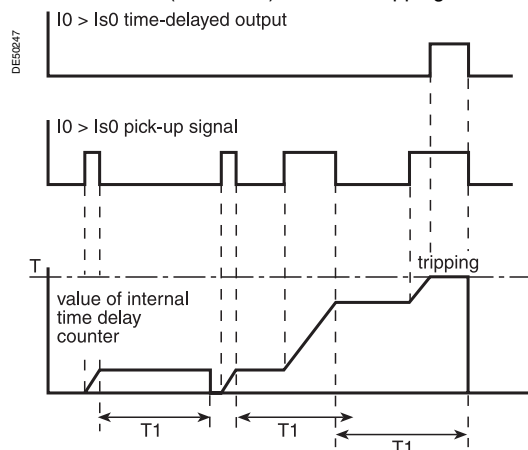 I0 > Is0 time-delayed output
DE50247
I0 > Is0 pick-up signal
T
tripping
value of internal
time delay
counter
T1
T1
T1